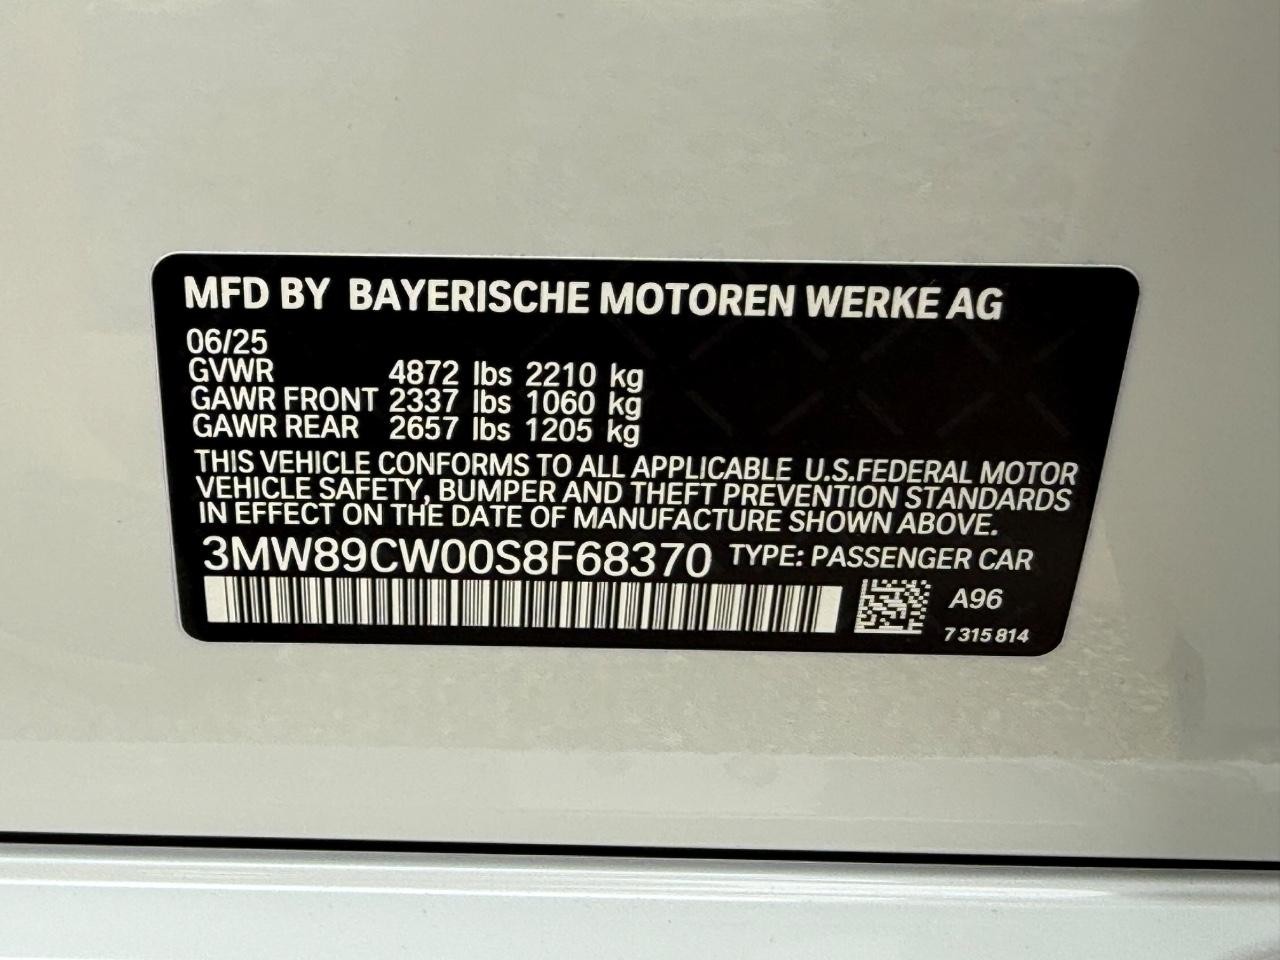 MFD BY BAYERISCHE MOTOREN WERKE AG
06/25
GVWR 4872 lbs 2210 kg
GAWR FRONT 2337 lbs 1060 kg
GAWR REAR 2657 lbs 1205 kg
THIS VEHICLE CONFORMS TO ALL APPLICABLE U.S.FEDERAL MOTOR
VEHICLE SAFETY, BUMPER AND THEFT PREVENTION STANDARDS
IN EFFECT ON THE DATE OF MANUFACTURE SHOWN ABOVE.
3MW89CW00S8F68370 TYPE: PASSENGER CAR
A96
7 315 814